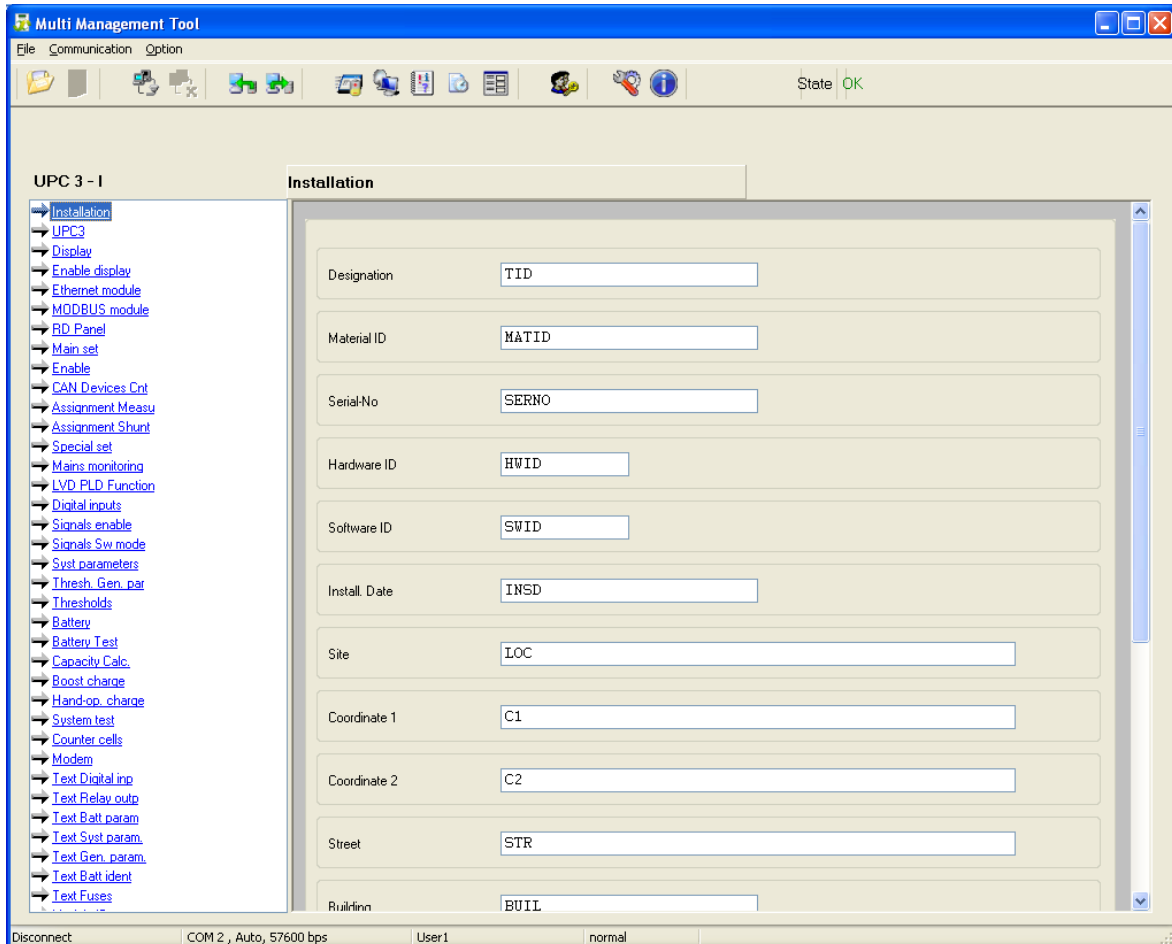 Multi Management Tool
File Communication Option
State OK
UPC 3 - I
Installation
Installation
UPC3
Display
Enable display
Ethernet module
MODBUS module
RD Panel
Main set
Enable
CAN Devices Cnt
Assignment Measu
Assignment Shunt
Special set
Mains monitoring
LVD PLD Function
Digital inputs
Signals enable
Signals Sw mode
Syst parameters
Thresh. Gen. par
Thresholds
Battery
Battery Test
Capacity Calc.
Boost charge
Hand-op. charge
System test
Counter cells
Modem
Text Digital inp
Text Relay outp
Text Batt param
Text Syst param.
Text Gen. param.
Text Batt ident
Text Fuses
Designation TID
Material ID MATID
Serial-No SERNO
Hardware ID HWID
Software ID SWID
Install. Date INSD
Site LOC
Coordinate 1 C1
Coordinate 2 C2
Street STR
Building BUIL
Disconnect COM 2 , Auto, 57600 bps User1 normal